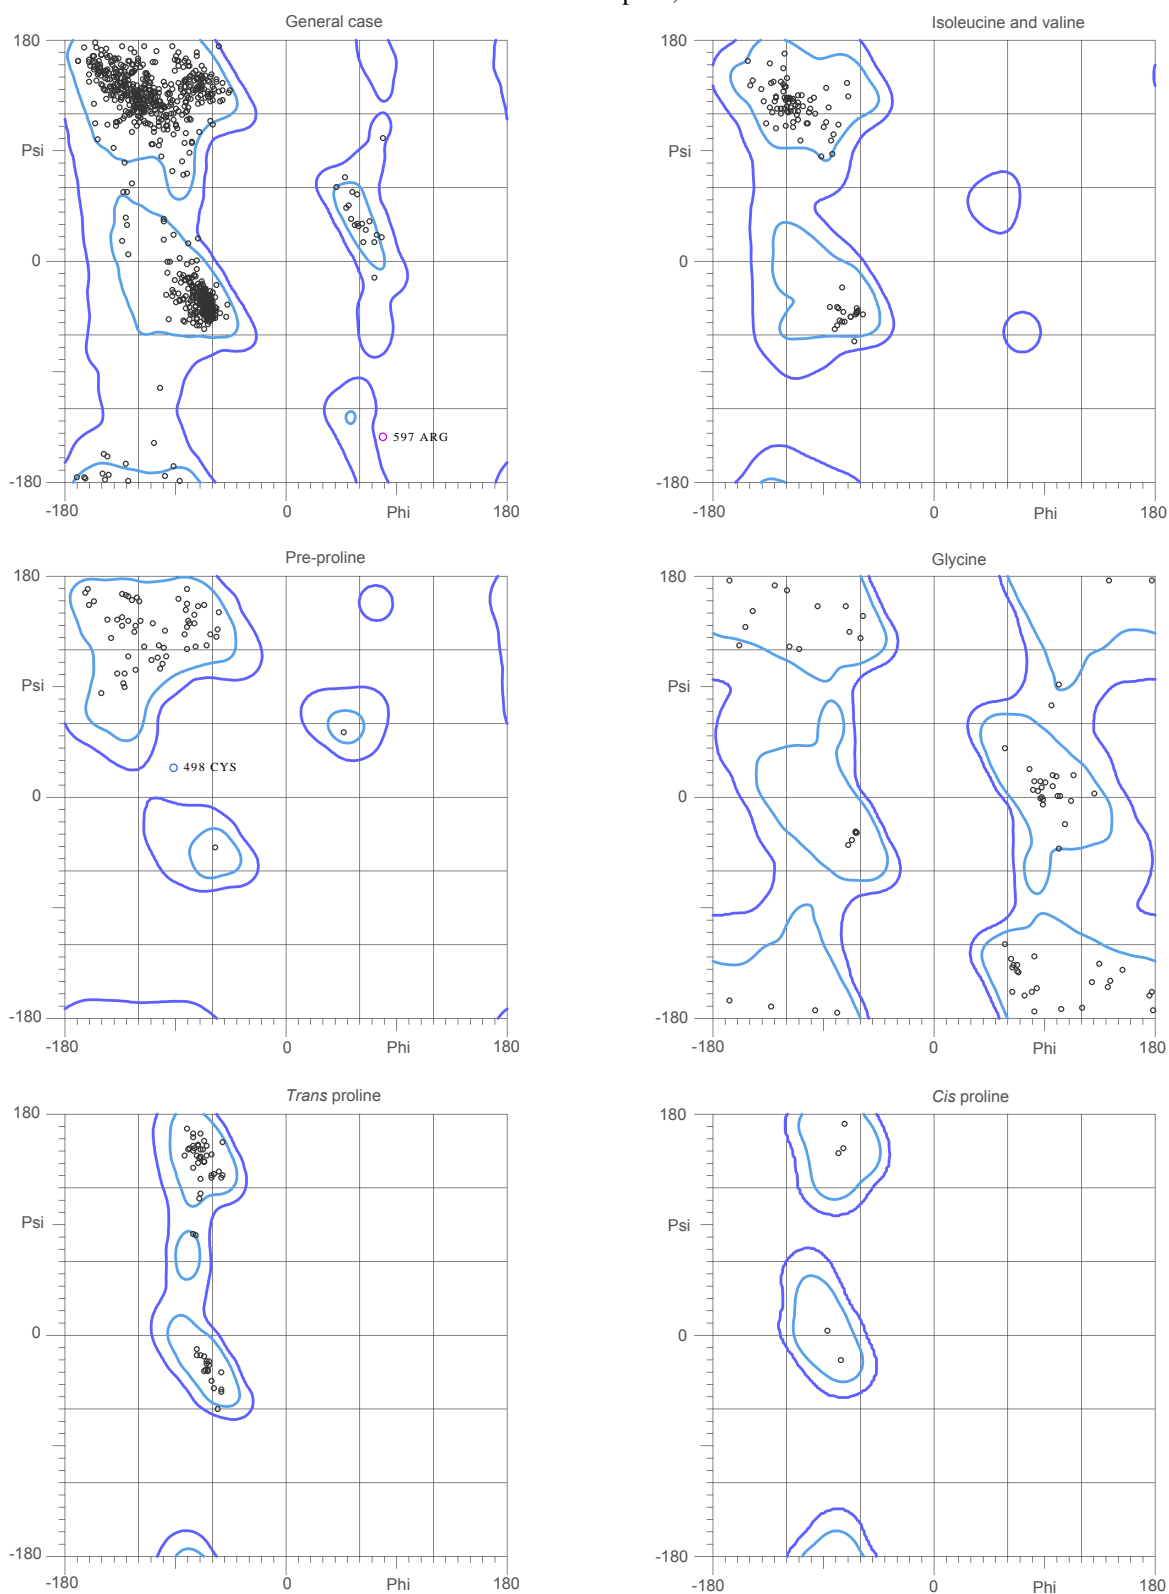 General case
Isoleucine and valine
180
180
Psi
Psi
0
0
597 ARG
-180
-180
-180
0
Phi
180
-180
0
Phi
180
Pre-proline
Glycine
180
180
Psi
Psi
498 CYS
0
0
-180
-180
-180
0
Phi
180
-180
0
Phi
180
Trans proline
Cis proline
180
180
Psi
Psi
0
0
-180
-180
-180
0
Phi
180
-180
0
Phi
180